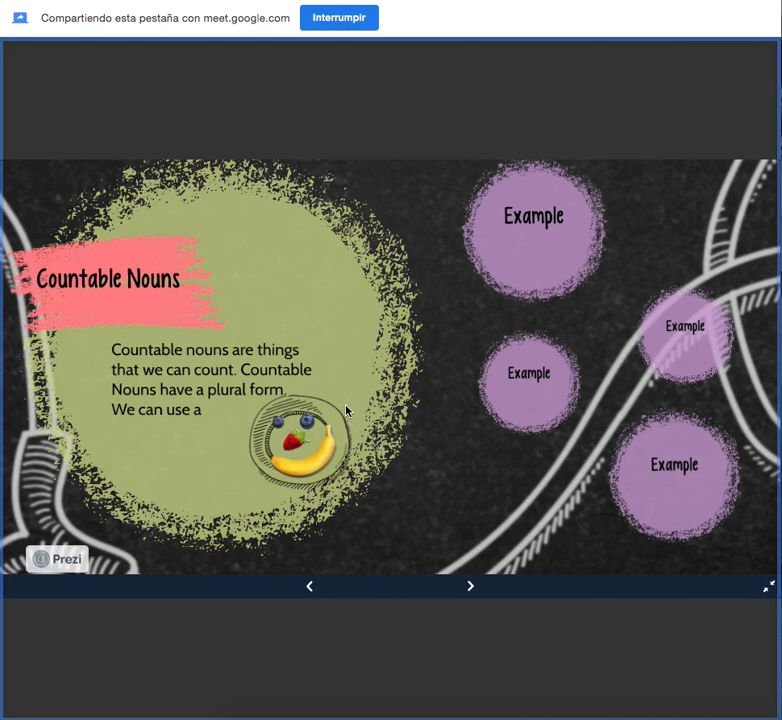 Compartiendo esta pestaña con meet.google.com
Interrumpir
Countable Nouns
Countable nouns are things
that we can count. Countable
Nouns have a plural form.
We can use a
Example
Example
Example
Example
Prezi